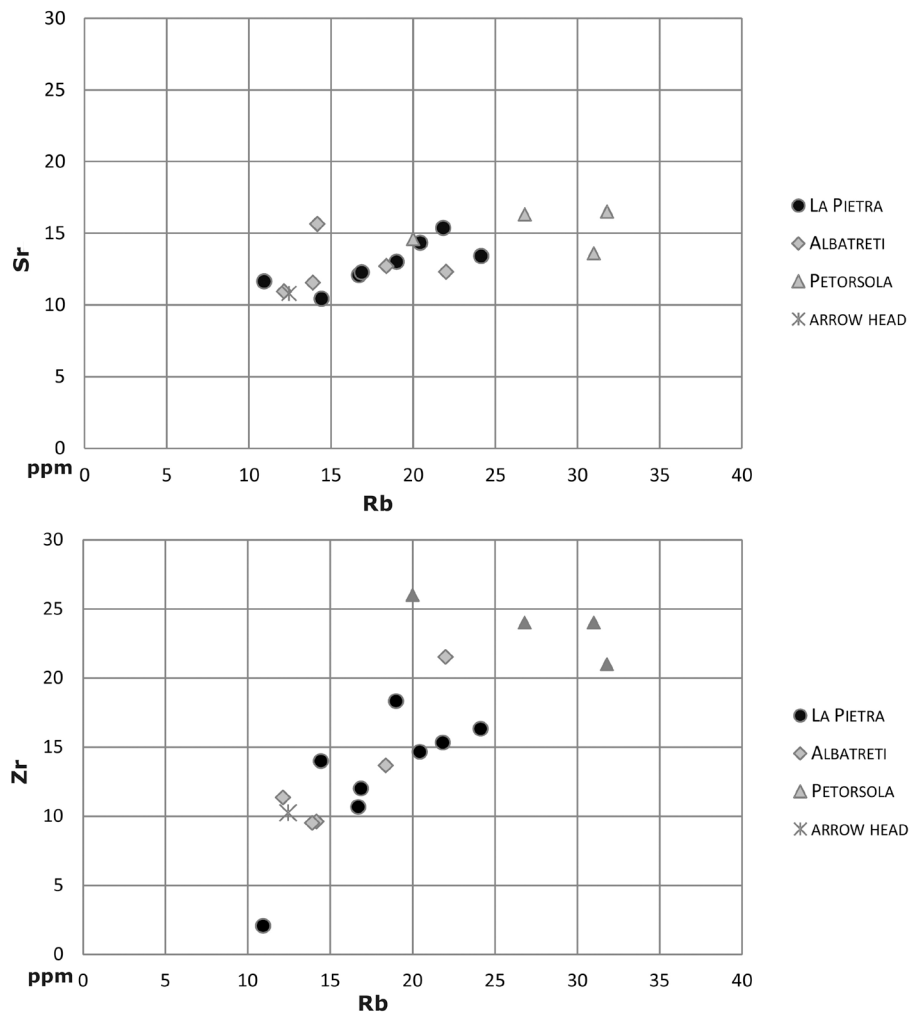 30
25
20
15
10
5
0
Sr
ppm
0 5 10 15 20 25 30 35 40
Rb
LA PIETRA
ALBATRETI
PETORSOLA
ARROW HEAD
30
25
20
15
10
5
0
Zr
ppm
0 5 10 15 20 25 30 35 40
Rb
LA PIETRA
ALBATRETI
PETORSOLA
ARROW HEAD